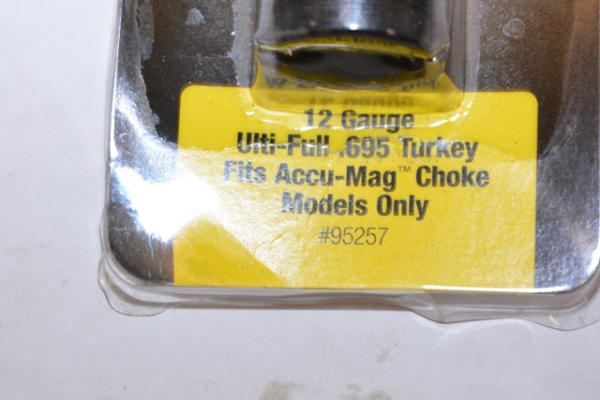 12 Gauge
Ulti-Full .695 Turkey
Fits Accu-Mag™ Choke
Models Only
#95257